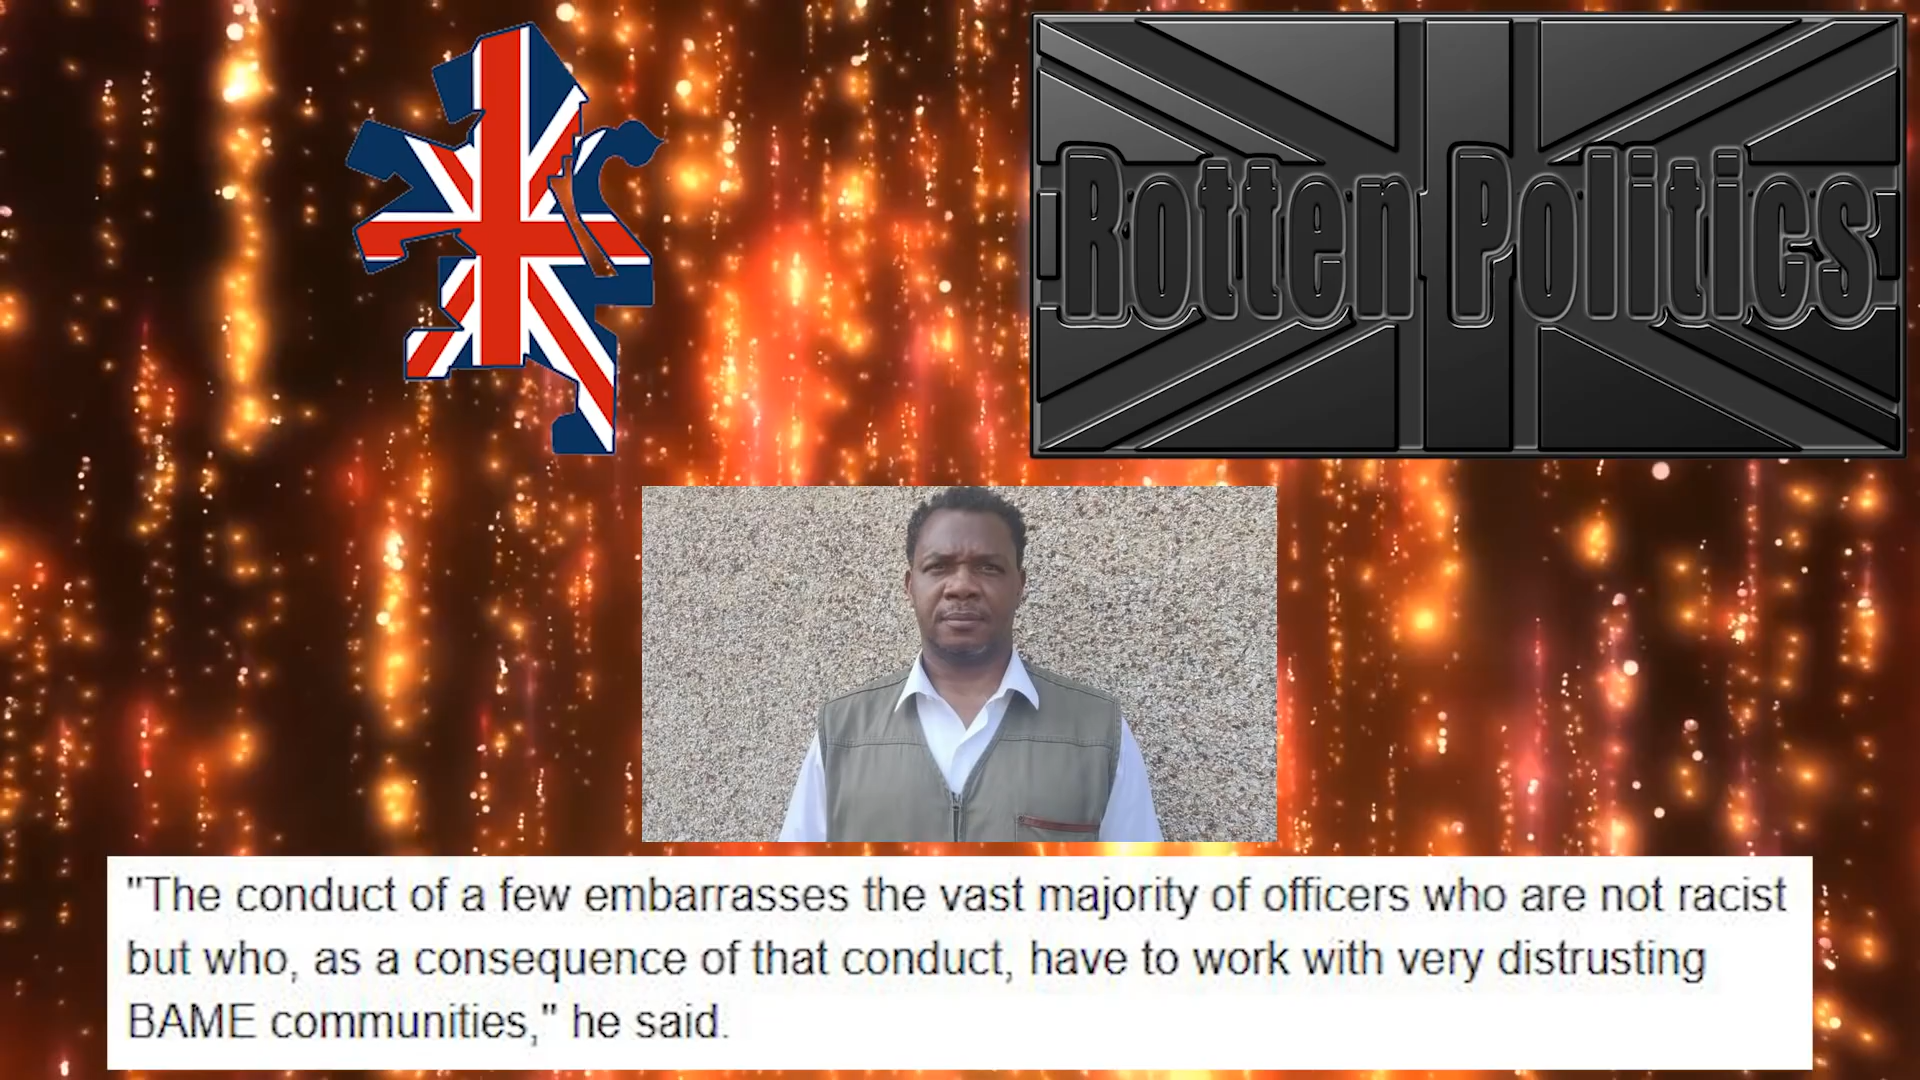 Rotten Politics
"The conduct of a few embarrasses the vast majority of officers who are not racist
but who, as a consequence of that conduct, have to work with very distrusting
BAME communities," he said.